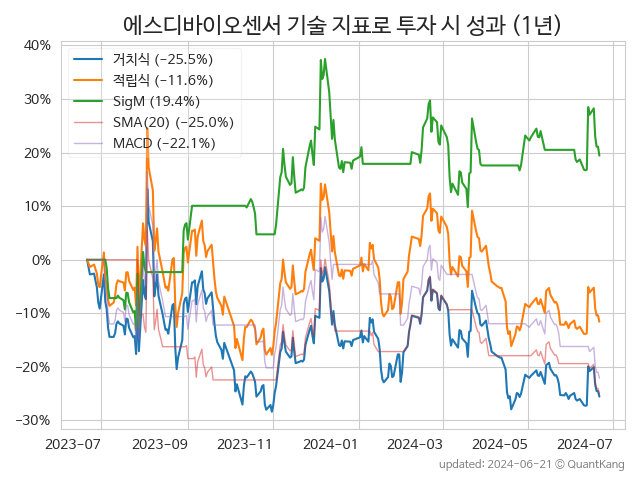 에스디바이오센서 기술 지표로 투자 시 성과 (1년)
40%
30%
20%
10%
0%
−10%
−20%
−30%
거치식 (−25.5%)
적립식 (−11.6%)
SigM (19.4%)
SMA(20) (−25.0%)
MACD (−22.1%)
2023-07
2023-09
2023-11
2024-01
2024-03
2024-05
2024-07
updated: 2024-06-21 © QuantKang